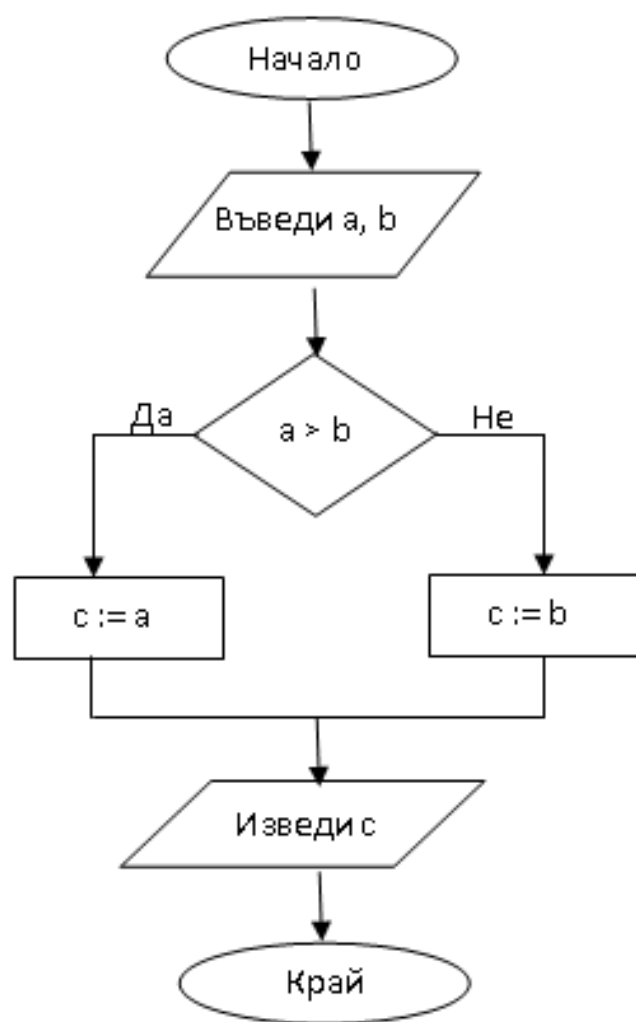 Начало
Въведи a, b
a > b
Да
Не
c := a
c := b
Изведи c
Край